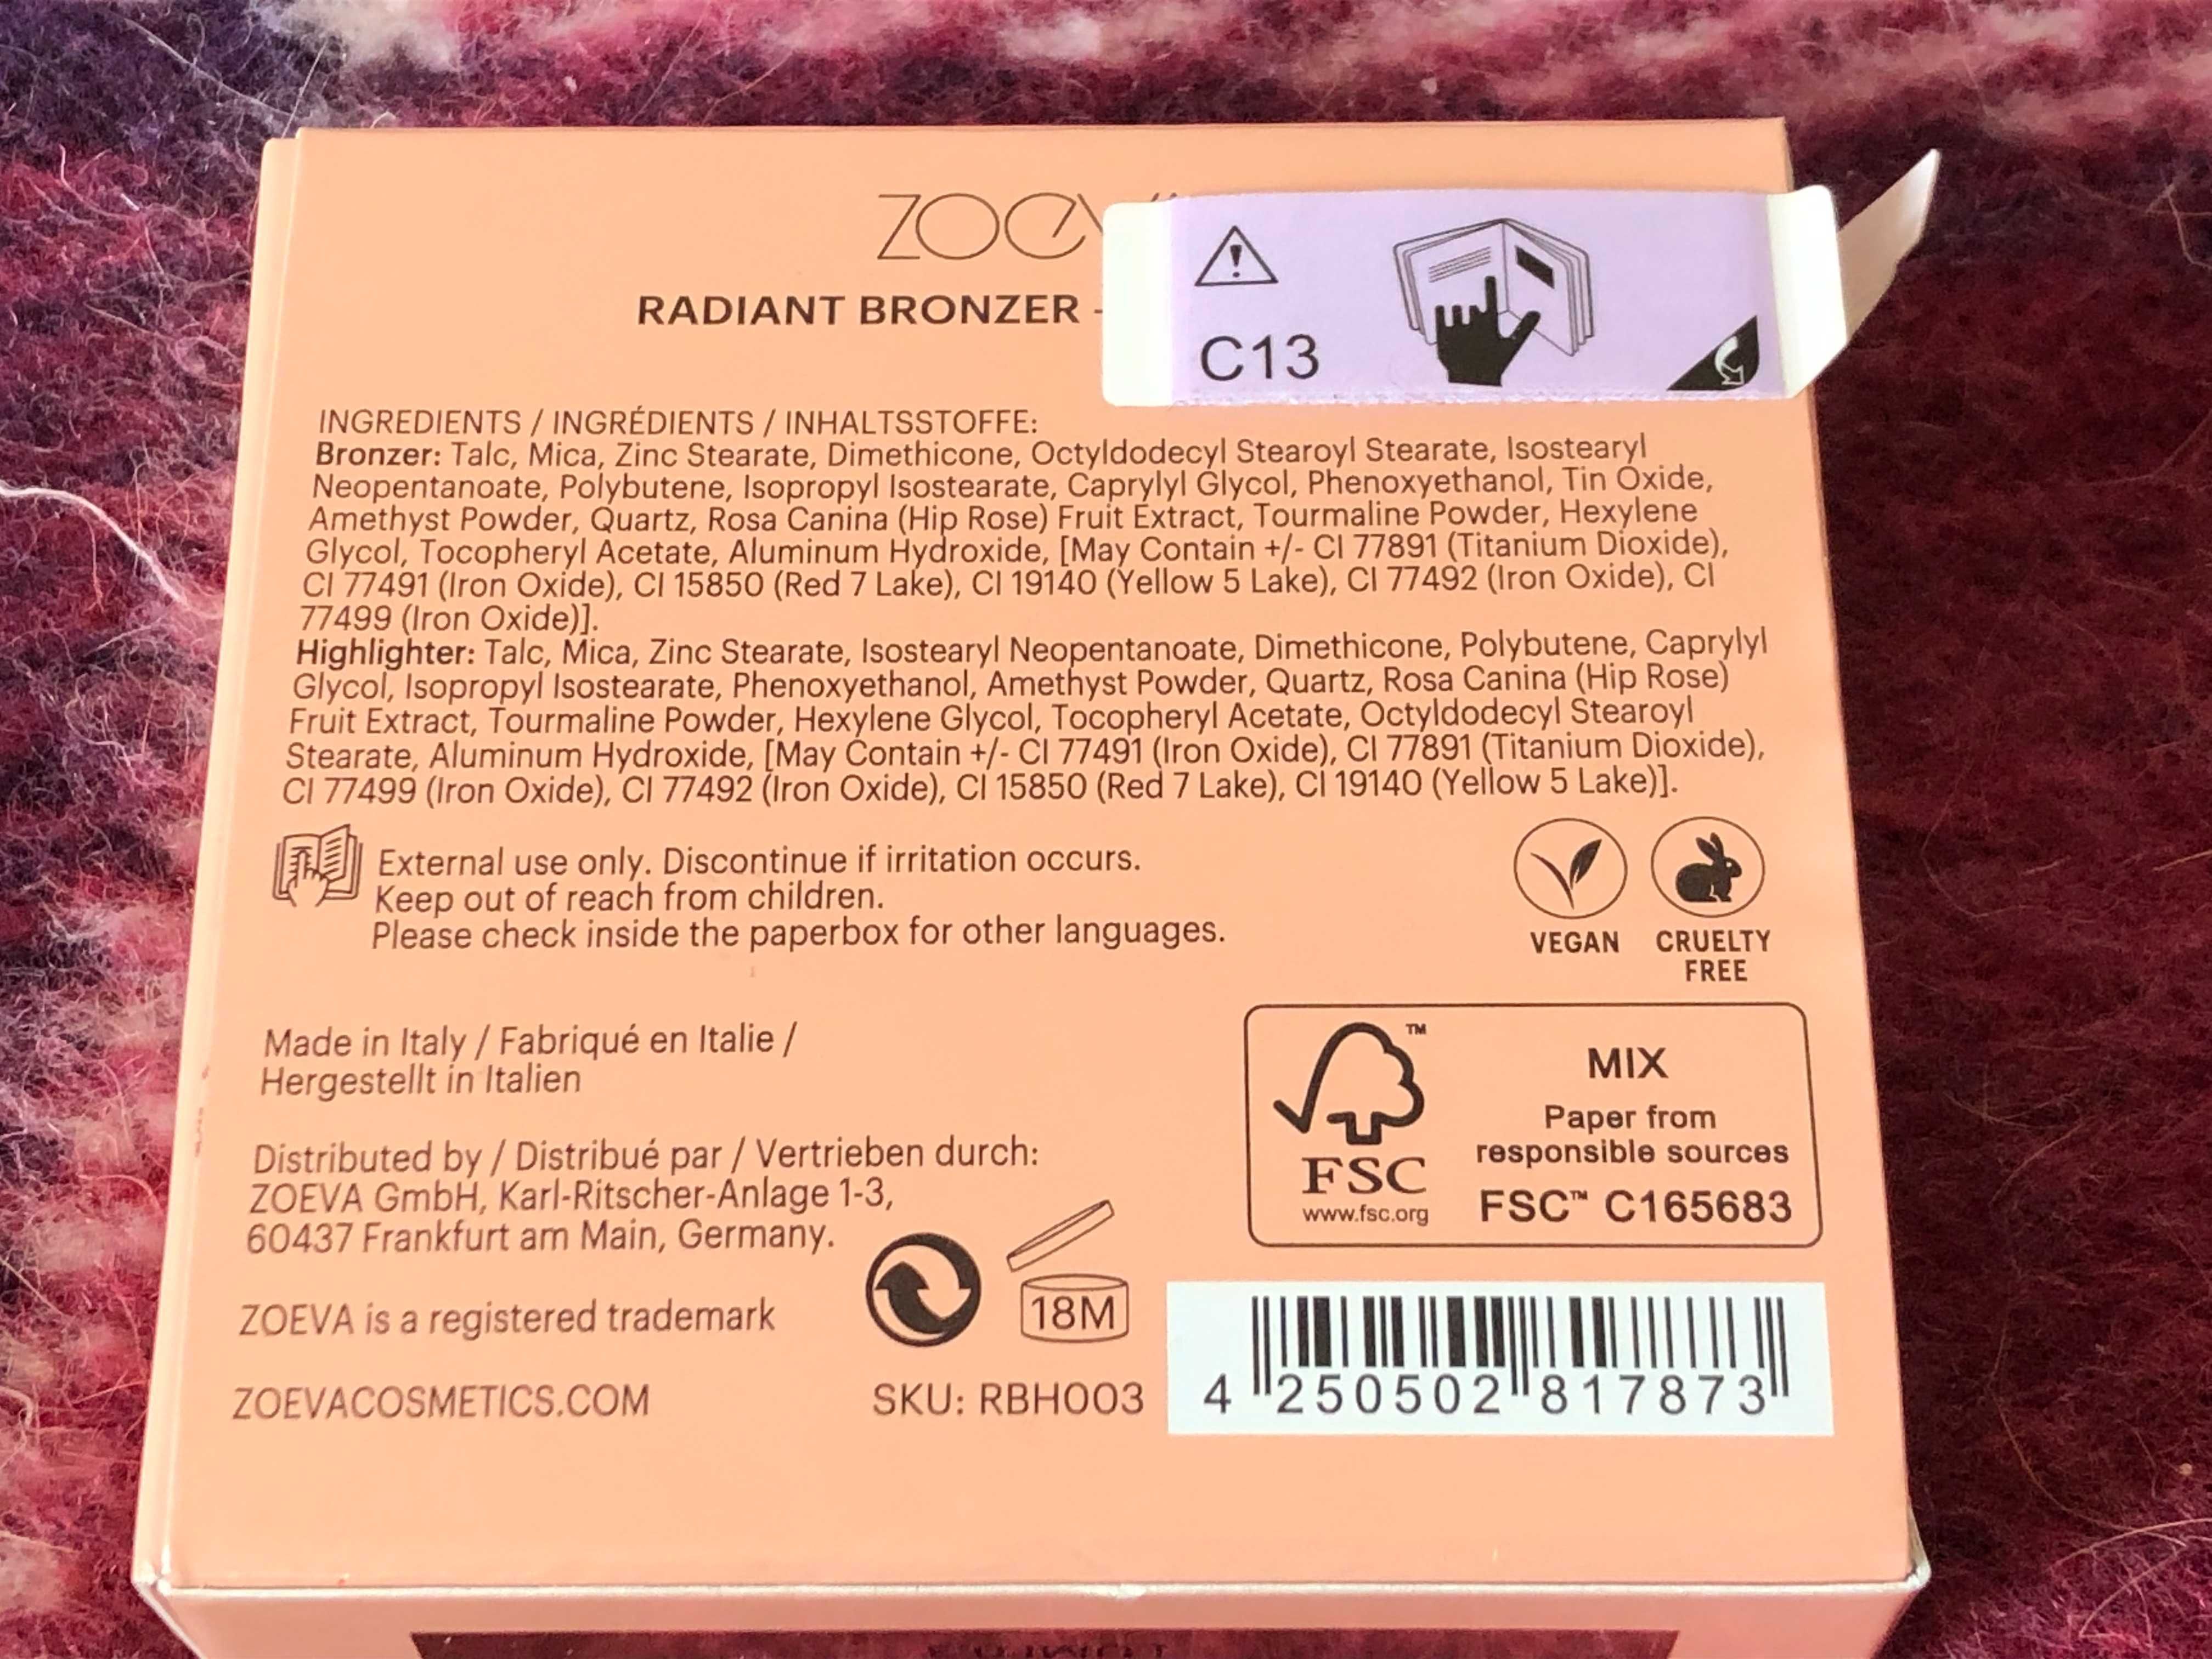 RADIANT BRONZER -
C13
INGREDIENTS / INGRÉDIENTS / INHALTSSTOFFE:
Bronzer: Talc, Mica, Zinc Stearate, Dimethicone, Octyldodecyl Stearoyl Stearate, Isostearyl
Neopentanoate, Polybutene, Isopropyl Isostearate, Caprylyl Glycol, Phenoxyethanol, Tin Oxide,
Amethyst Powder, Quartz, Rosa Canina (Hip Rose) Fruit Extract, Tourmaline Powder, Hexylene
Glycol, Tocopheryl Acetate, Aluminum Hydroxide, [May Contain +/- CI 77891 (Titanium Dioxide),
CI 77491 (Iron Oxide), CI 15850 (Red 7 Lake), CI 19140 (Yellow 5 Lake), CI 77492 (Iron Oxide), CI
77499 (Iron Oxide)].
Highlighter: Talc, Mica, Zinc Stearate, Isostearyl Neopentanoate, Dimethicone, Polybutene, Caprylyl
Glycol, Isopropyl Isostearate, Phenoxyethanol, Amethyst Powder, Quartz, Rosa Canina (Hip Rose)
Fruit Extract, Tourmaline Powder, Hexylene Glycol, Tocopheryl Acetate, Octyldodecyl Stearoyl
Stearate, Aluminum Hydroxide, [May Contain +/- CI 77491 (Iron Oxide), CI 77891 (Titanium Dioxide),
CI 77499 (Iron Oxide), CI 77492 (Iron Oxide), CI 15850 (Red 7 Lake), CI 19140 (Yellow 5 Lake)].
External use only. Discontinue if irritation occurs.
Keep out of reach from children.
Please check inside the paperbox for other languages.
VEGAN
CRUELTY
FREE
Made in Italy / Fabriqué en Italie /
Hergestellt in Italien
Distributed by / Distribué par / Vertrieben durch:
ZOEVA GmbH, Karl-Ritscher-Anlage 1-3,
60437 Frankfurt am Main, Germany.
ZOEVA is a registered trademark
ZOEVACOSMETICS.COM
18M
SKU: RBH003
TM
FSC
www.fsc.org
MIX
Paper from
responsible sources
FSC™ C165683
4 250502 817873